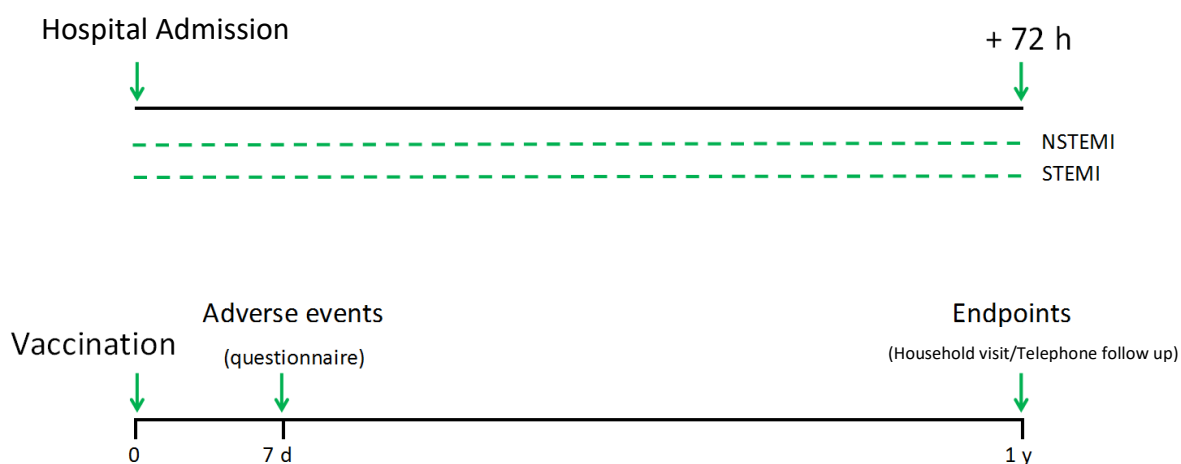 Hospital Admission
+ 72 h
NSTEMI
STEMI
Vaccination
Adverse events
(questionnaire)
Endpoints
(Household visit/Telephone follow up)
0
7 d
1 y